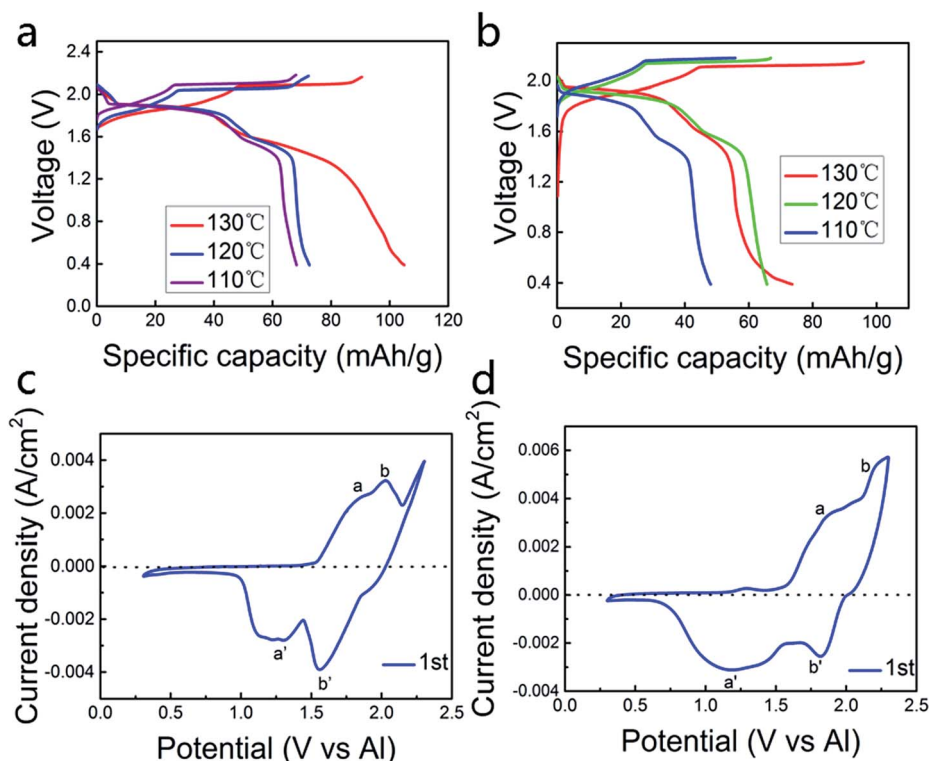 a
Voltage (V)
2.4
2.0
1.6
1.2
0.8
0.4
0.0
130℃
120℃
110℃
0 20 40 60 80 100 120
Specific capacity (mAh/g)
b
Voltage (V)
2.0
1.6
1.2
0.8
0.4
130℃
120℃
110℃
0 20 40 60 80 100
Specific capacity (mAh/g)
c
Current density (A/cm²)
0.004
0.002
0.000
-0.002
-0.004
a
b
a'
b'
1st
0.0 0.5 1.0 1.5 2.0 2.5
Potential (V vs Al)
d
Current density (A/cm²)
0.006
0.004
0.002
0.000
-0.002
-0.004
a
b
a'
b'
1st
0.0 0.5 1.0 1.5 2.0 2.5
Potential (V vs Al)